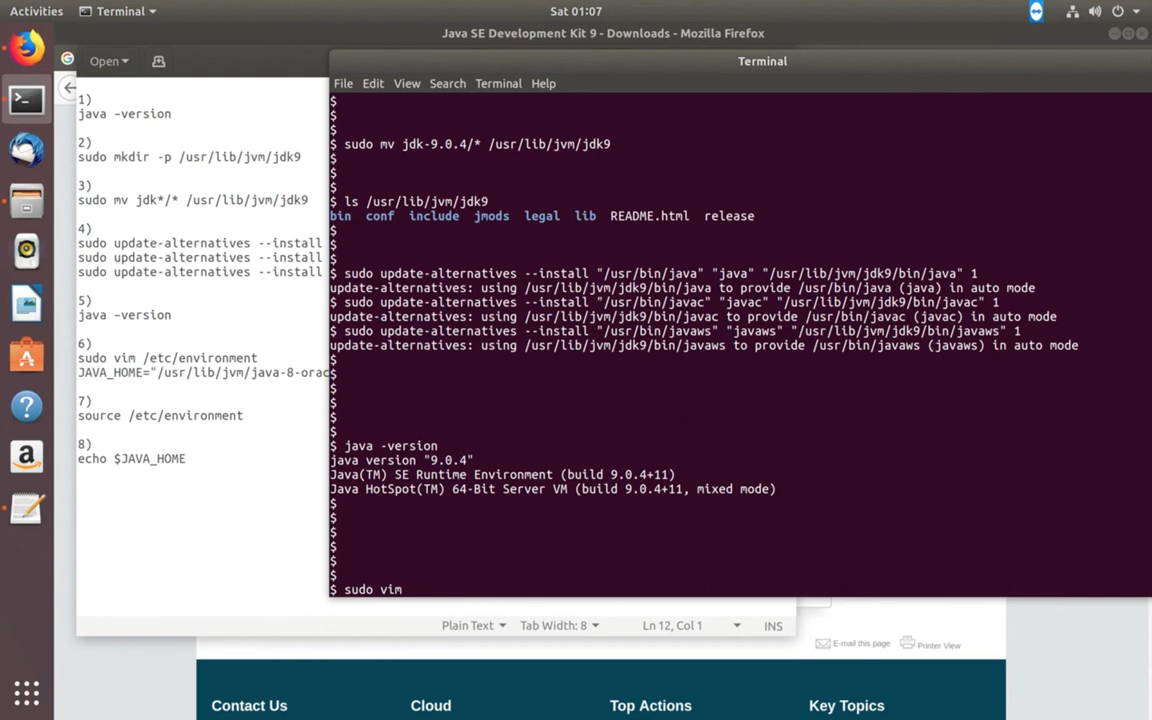 Activities
Terminal
Sat 01:07
Java SE Development Kit 9 - Downloads - Mozilla Firefox
Open
1)
java -version
2)
sudo mkdir -p /usr/lib/jvm/jdk9
3)
sudo mv jdk*/* /usr/lib/jvm/jdk9
4)
sudo update-alternatives --install
sudo update-alternatives --install
sudo update-alternatives --install
5)
java -version
6)
sudo vim /etc/environment
JAVA_HOME="/usr/lib/jvm/java-8-orac
7)
source /etc/environment
8)
echo $JAVA_HOME
Plain Text
Tab Width: 8
Ln 12, Col 1
INS
Terminal
File Edit View Search Terminal Help
$
$
$
$ sudo mv jdk-9.0.4/* /usr/lib/jvm/jdk9
$
$
$
$ ls /usr/lib/jvm/jdk9
bin conf include jmods legal lib README.html release
$
$
$
$ sudo update-alternatives --install "/usr/bin/java" "java" "/usr/lib/jvm/jdk9/bin/java" 1
update-alternatives: using /usr/lib/jvm/jdk9/bin/java to provide /usr/bin/java (java) in auto mode
$ sudo update-alternatives --install "/usr/bin/javac" "javac" "/usr/lib/jvm/jdk9/bin/javac" 1
update-alternatives: using /usr/lib/jvm/jdk9/bin/javac to provide /usr/bin/javac (javac) in auto mode
$ sudo update-alternatives --install "/usr/bin/javaws" "javaws" "/usr/lib/jvm/jdk9/bin/javaws" 1
update-alternatives: using /usr/lib/jvm/jdk9/bin/javaws to provide /usr/bin/javaws (javaws) in auto mode
$
$
$
$
$
$
$ java -version
java version "9.0.4"
Java(TM) SE Runtime Environment (build 9.0.4+11)
Java HotSpot(TM) 64-Bit Server VM (build 9.0.4+11, mixed mode)
$
$
$
$
$
$
$ sudo vim
E-mail this page
Printer View
Contact Us
Cloud
Top Actions
Key Topics